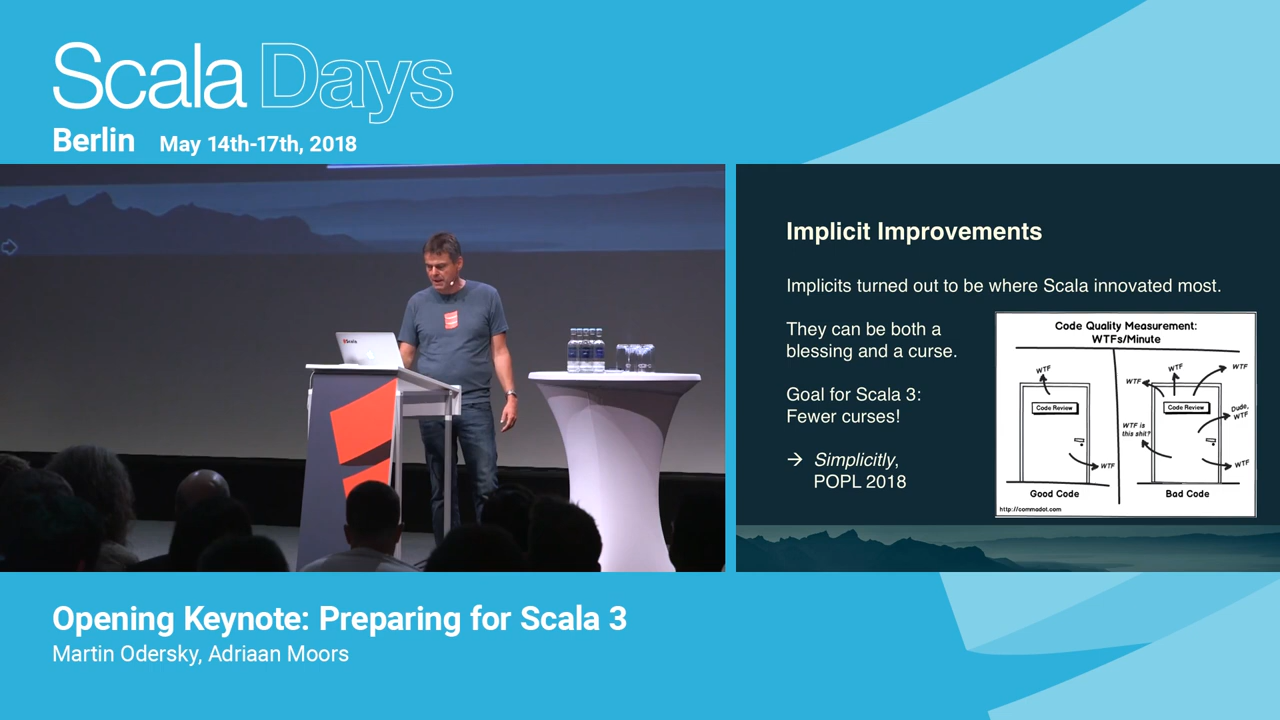 Scala Days
Berlin May 14th-17th, 2018
Scala
Implicit Improvements
Implicits turned out to be where Scala innovated most.
They can be both a
blessing and a curse.
Goal for Scala 3:
Fewer curses!
→ Simplicitly,
POPL 2018
Code Quality Measurement:
WTFs/Minute
WTF
Code Review
WTF
Good Code
WTF
WTF
WTF
Code Review
Dude,
WTF
WTF is
this shit?
WTF
Bad Code
http://commadot.com
Opening Keynote: Preparing for Scala 3
Martin Odersky, Adriaan Moors